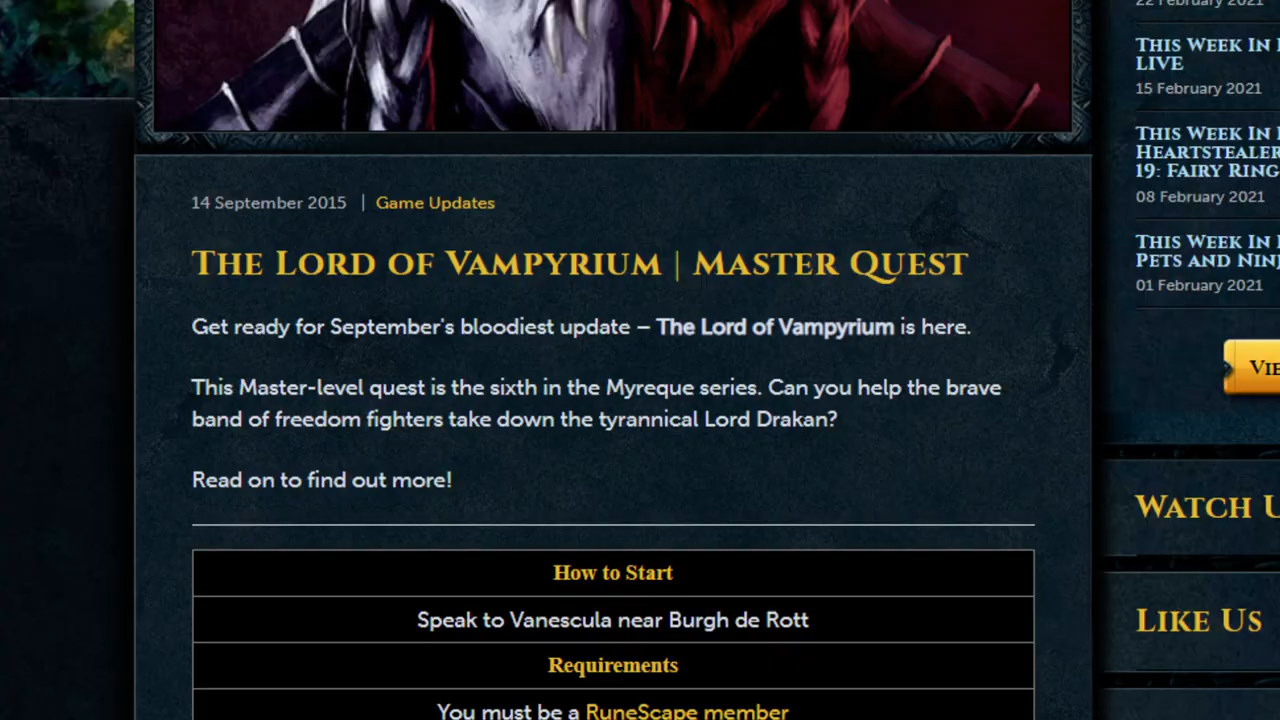 14 September 2015 | Game Updates
The Lord of Vampyrium | Master Quest
Get ready for September's bloodiest update – The Lord of Vampyrium is here.
This Master-level quest is the sixth in the Myreque series. Can you help the brave
band of freedom fighters take down the tyrannical Lord Drakan?
Read on to find out more!
How to Start
Speak to Vanescula near Burgh de Rott
Requirements
You must be a RuneScape member
22 February 2021
This Week In
LIVE
15 February 2021
This Week In
Heartstealer
19: Fairy Ring
08 February 2021
This Week In
Pets and
01 February 2021
Watch
Like Us